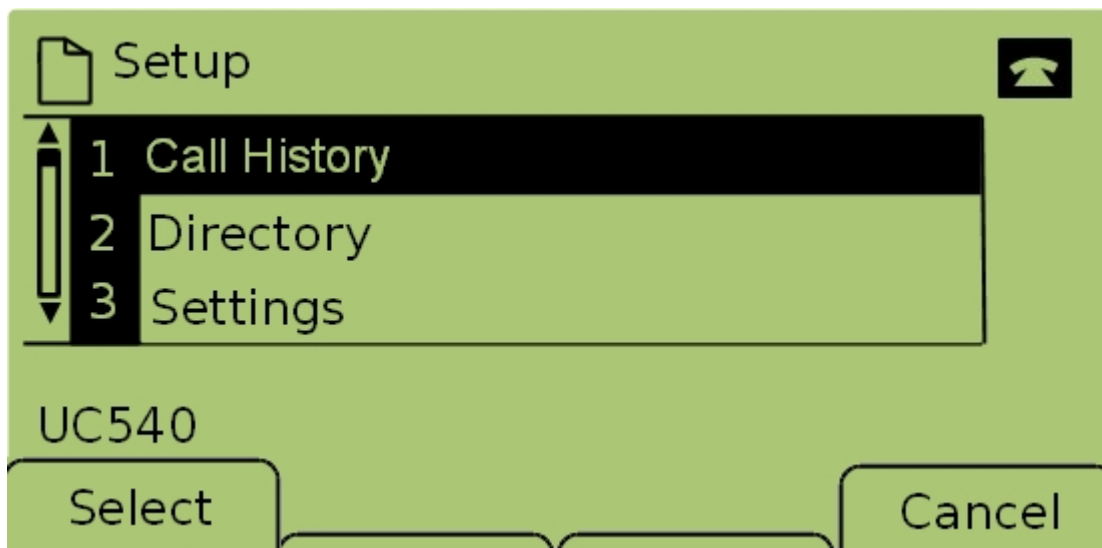 Setup
1 Call History
2 Directory
3 Settings
UC540
Select Cancel